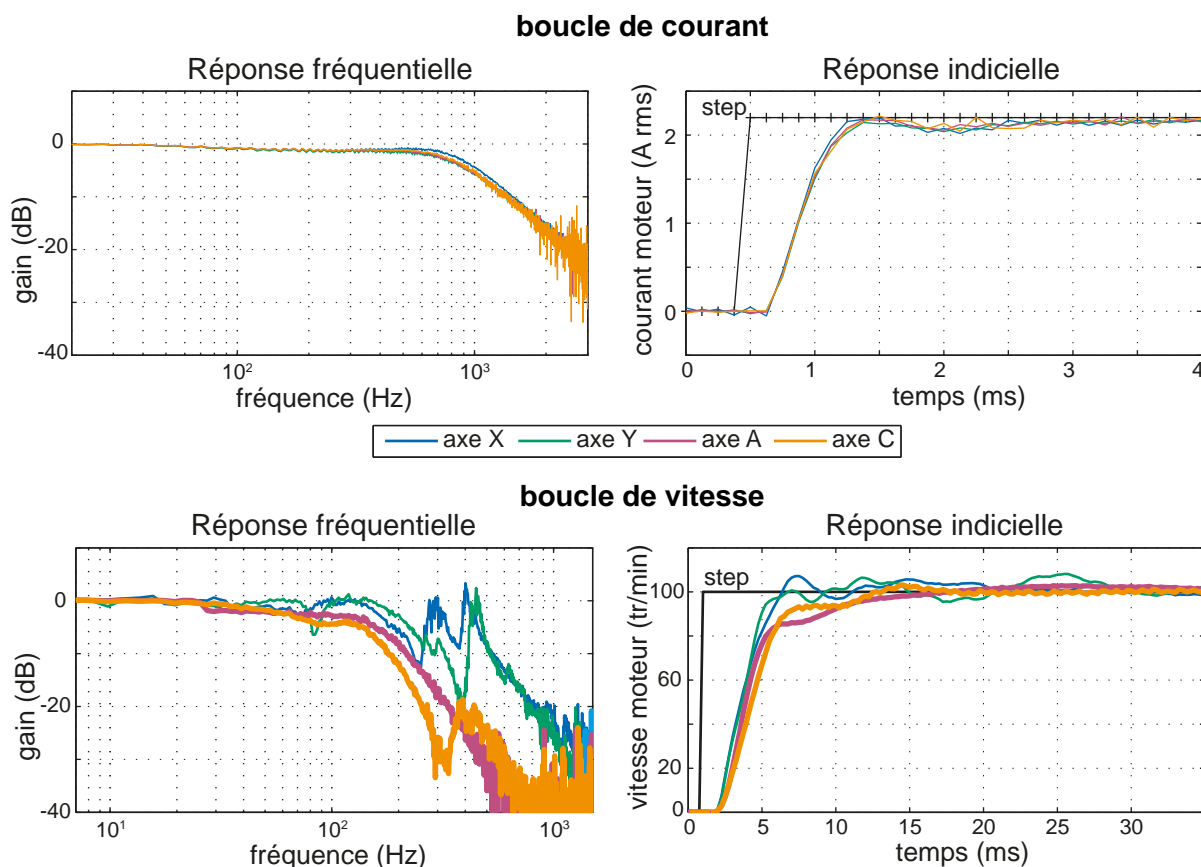 boucle de courant
Réponse fréquentielle
Réponse indicielle
gain (dB)
0
-20
-40
10²
10³
fréquence (Hz)
step
courant moteur (A rms)
2
1
0
0 1 2 3 4
temps (ms)
axe X axe Y axe A axe C
boucle de vitesse
Réponse fréquentielle
Réponse indicielle
gain (dB)
0
-20
-40
10¹ 10² 10³
fréquence (Hz)
step
vitesse moteur (tr/min)
100
60
20
0
0 5 10 15 20 25 30
temps (ms)